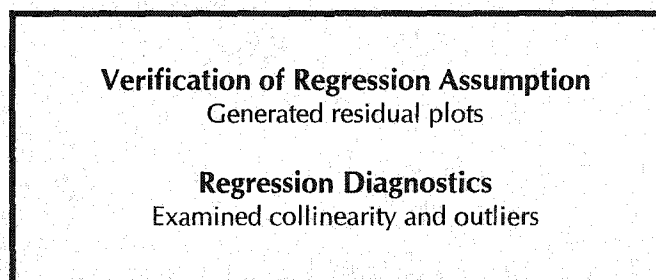 Verification of Regression Assumption
Generated residual plots
Regression Diagnostics
Examined collinearity and outliers